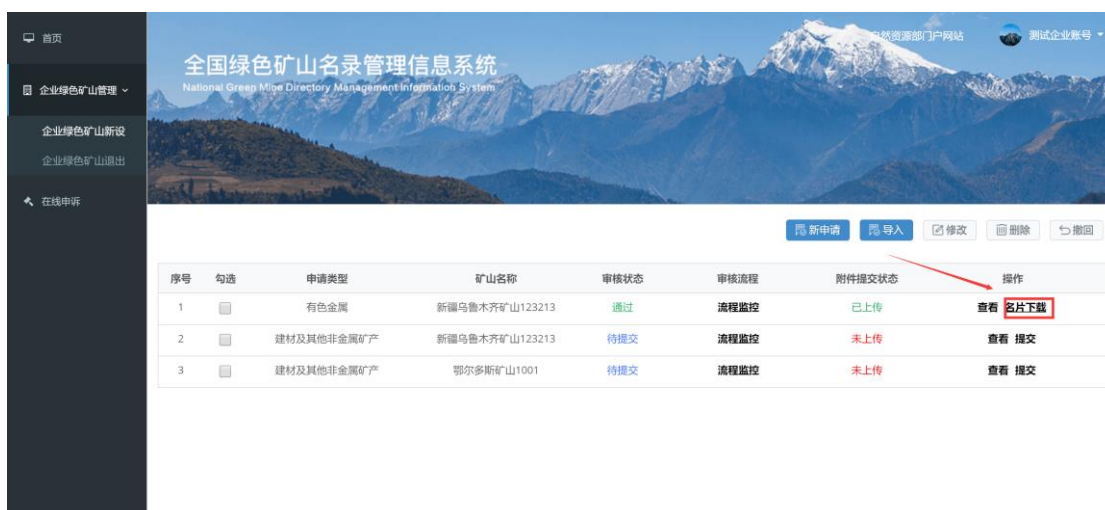 首页
自然资源部门户网站
测试企业账号
全国绿色矿山名录管理信息系统
National Green Mine Directory Management Information System
企业绿色矿山管理
企业绿色矿山新设
企业绿色矿山退出
在线申诉
新申请 导入 修改 删除 撤回
序号 勾选 申请类型 矿山名称 审核状态 审核流程 附件提交状态 操作
1 有色金属 新疆乌鲁木齐矿山123213 通过 流程监控 已上传 查看 名片下载
2 建材及其他非金属矿产 新疆乌鲁木齐矿山123213 待提交 流程监控 未上传 查看 提交
3 建材及其他非金属矿产 鄂尔多斯矿山1001 待提交 流程监控 未上传 查看 提交